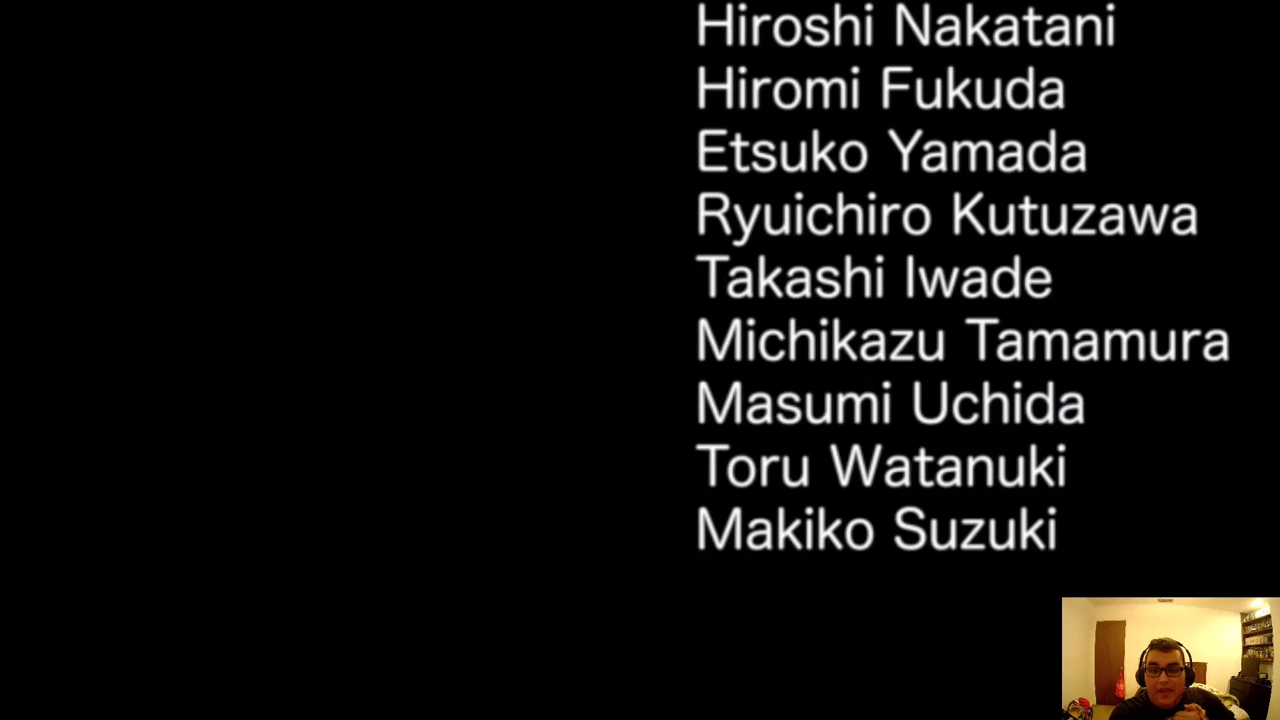 Hiroshi Nakatani
Hiromi Fukuda
Etsuko Yamada
Ryuichiro Kutuzawa
Takashi Iwade
Michikazu Tamamura
Masumi Uchida
Toru Watanuki
Makiko Suzuki